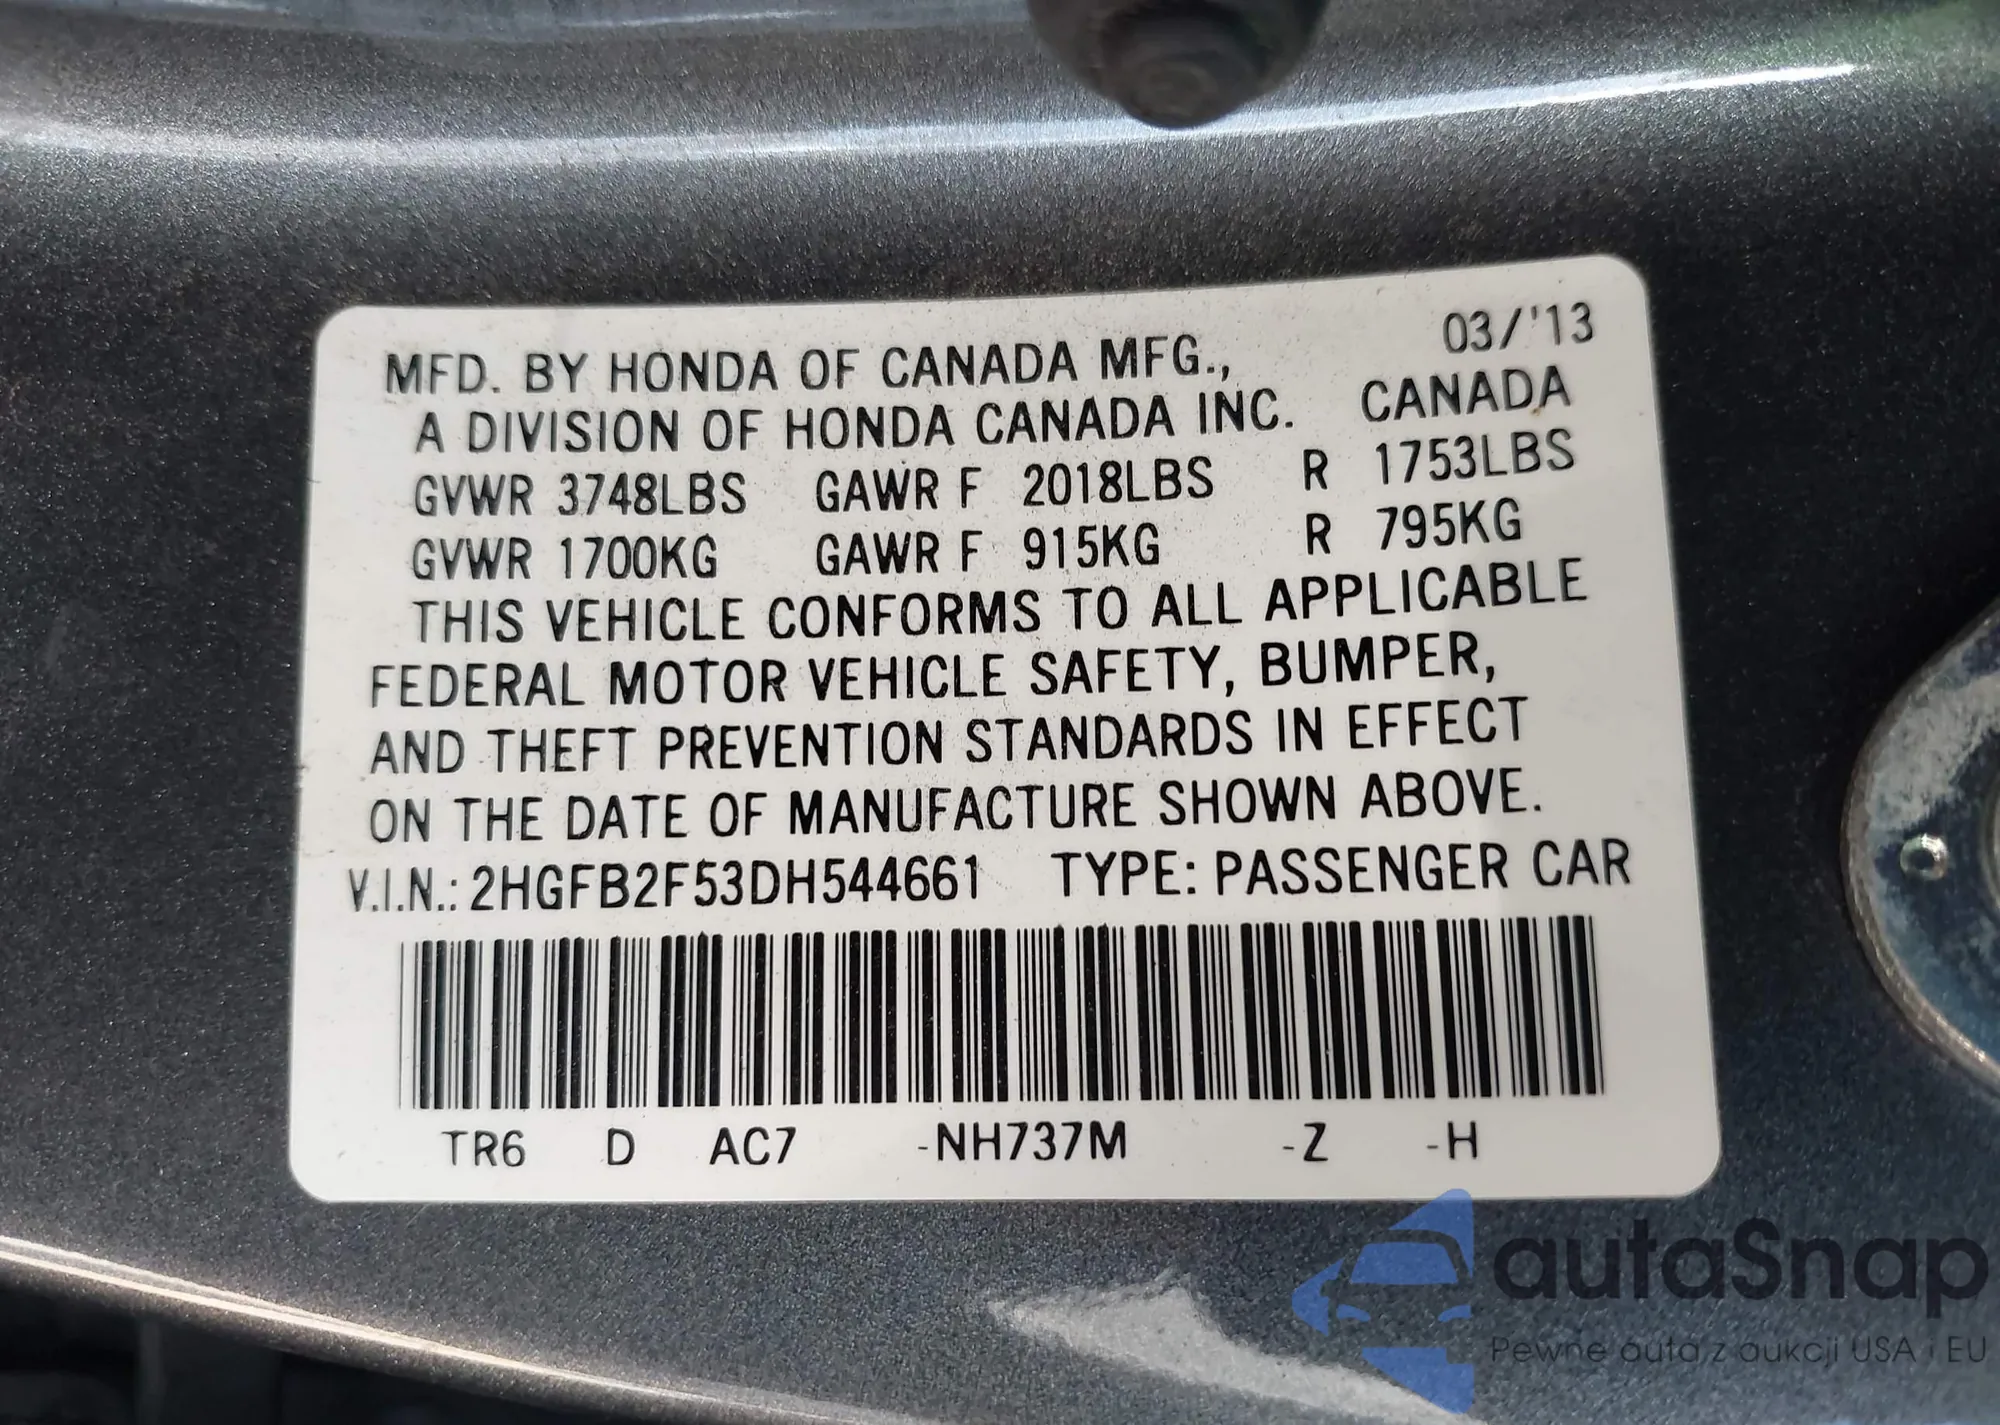 MFD. BY HONDA OF CANADA MFG., 03/'13
A DIVISION OF HONDA CANADA INC. CANADA
GVWR 3748LBS GAWR F 2018LBS R 1753LBS
GVWR 1700KG GAWR F 915KG R 795KG
THIS VEHICLE CONFORMS TO ALL APPLICABLE
FEDERAL MOTOR VEHICLE SAFETY, BUMPER,
AND THEFT PREVENTION STANDARDS IN EFFECT
ON THE DATE OF MANUFACTURE SHOWN ABOVE.
V.I.N.: 2HGFB2F53DH544661 TYPE: PASSENGER CAR
TR6 D AC7 -NH737M -Z -H
autaSnap
Pewne auta z aukcji USA i EU